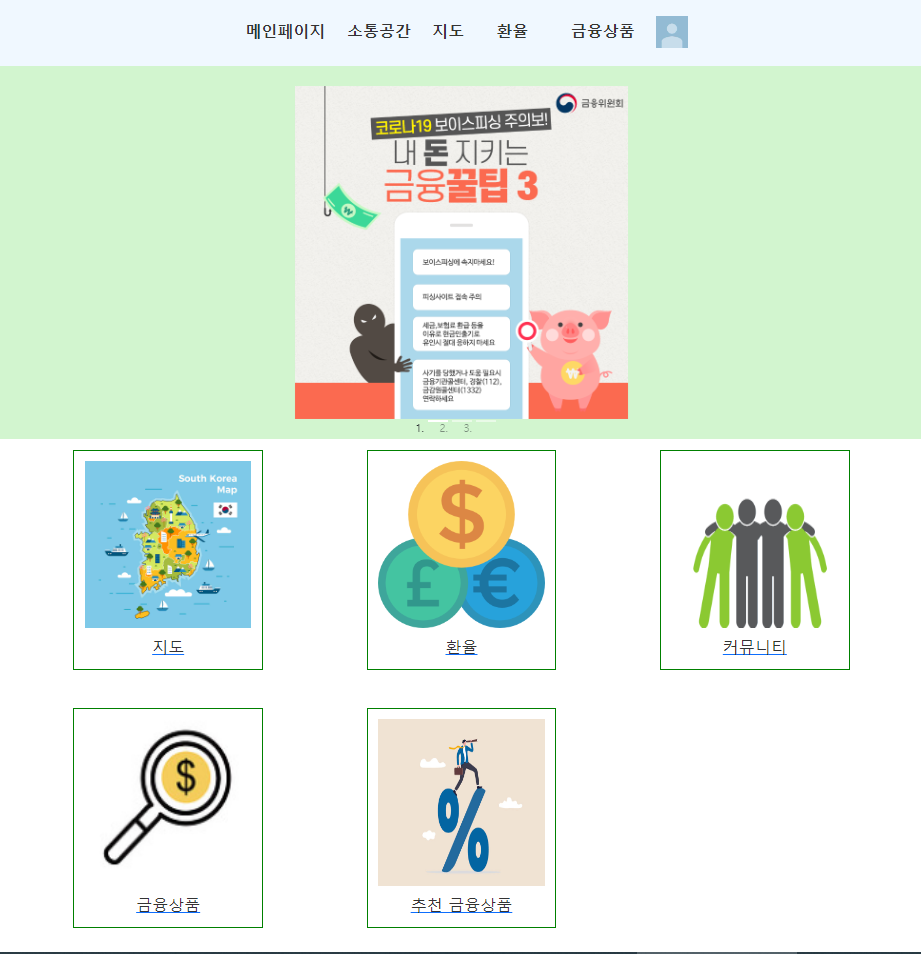 메인페이지 소통공간 지도 환율 금융상품
금융위원회
코로나19 보이스피싱 주의보!
내 돈 지키는
금융꿀팁 3
₩
보이스피싱에 속지마세요!
피싱사이트 접속 주의
세금,보험료 환급 등을
이유로 현금인출기로
유인시 절대 응하지 마세요
사기를 당했거나 도움 필요시
금융기관콜센터, 경찰(112),
금감원콜센터(1332)
연락하세요
₩
1. 2. 3.
South Korea
Map
지도
$
£ €
환율
커뮤니티
$
금융상품
%
추천 금융상품